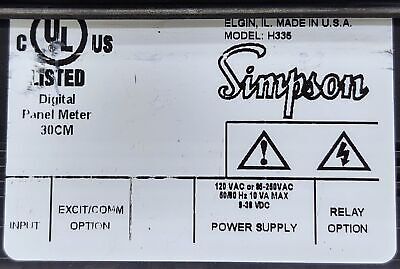 ELGIN, IL. MADE IN U.S.A.
MODEL: H335
C UL US
LISTED
Digital
Panel Meter
30CM
Simpson
120 VAC or 85-250VAC
50/60 Hz 10 VA MAX
9-36 VDC
INPUT
EXCIT/COMM
OPTION
POWER SUPPLY
RELAY
OPTION